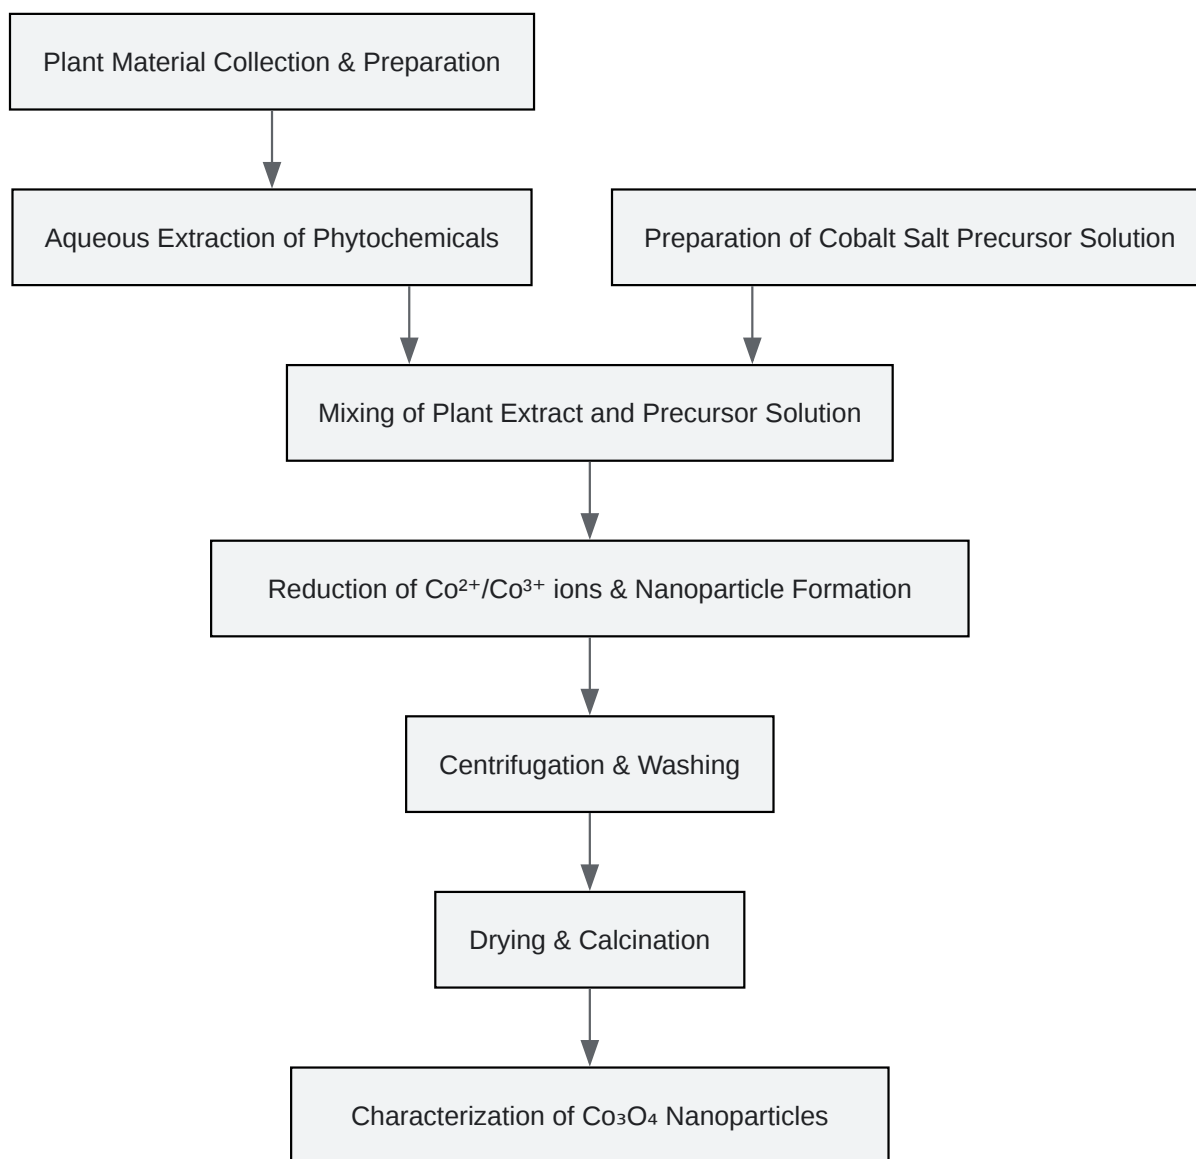 Plant Material Collection & Preparation
Aqueous Extraction of Phytochemicals
Preparation of Cobalt Salt Precursor Solution
Mixing of Plant Extract and Precursor Solution
Reduction of Co²⁺/Co³⁺ ions & Nanoparticle Formation
Centrifugation & Washing
Drying & Calcination
Characterization of Co₃O₄ Nanoparticles